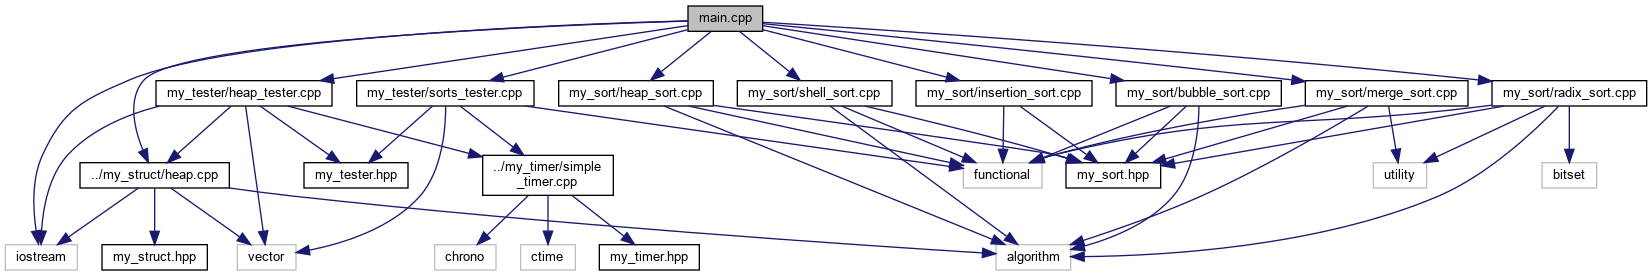 main.cpp
my_tester/heap_tester.cpp
my_tester/sorts_tester.cpp
my_sort/heap_sort.cpp
my_sort/shell_sort.cpp
my_sort/insertion_sort.cpp
my_sort/bubble_sort.cpp
my_sort/merge_sort.cpp
my_sort/radix_sort.cpp
../my_struct/heap.cpp
my_tester.hpp
../my_timer/simple
_timer.cpp
functional
my_sort.hpp
utility
bitset
iostream
my_struct.hpp
vector
chrono
ctime
my_timer.hpp
algorithm